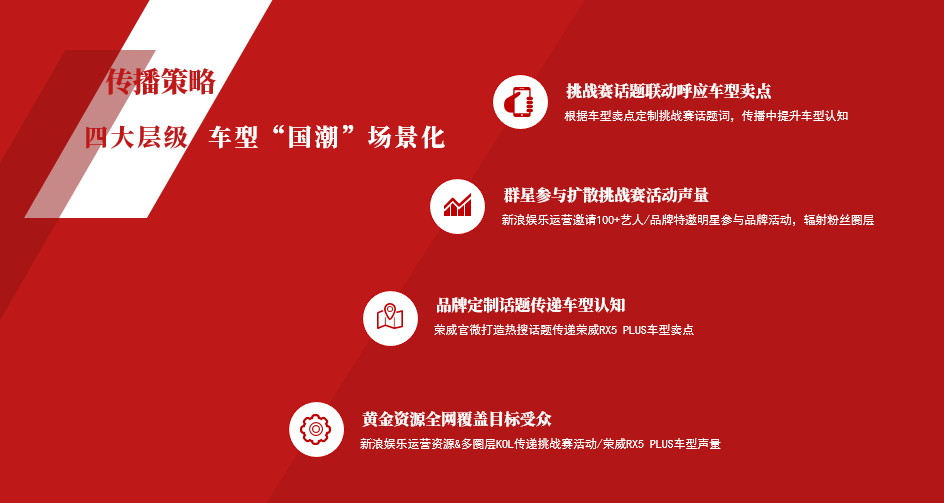 传播策略
四大层级 车型“国潮”场景化
挑战赛话题联动呼应车型卖点
根据车型卖点定制挑战赛话题词，传播中提升车型认知
群星参与扩散挑战赛活动声量
新浪娱乐运营邀请100+艺人/品牌特邀明星参与品牌活动，辐射粉丝圈层
品牌定制话题传递车型认知
荣威官微打造热搜话题传递荣威RX5 PLUS车型卖点
黄金资源全网覆盖目标受众
新浪娱乐运营资源&多圈层KOL传递挑战赛活动/荣威RX5 PLUS车型声量